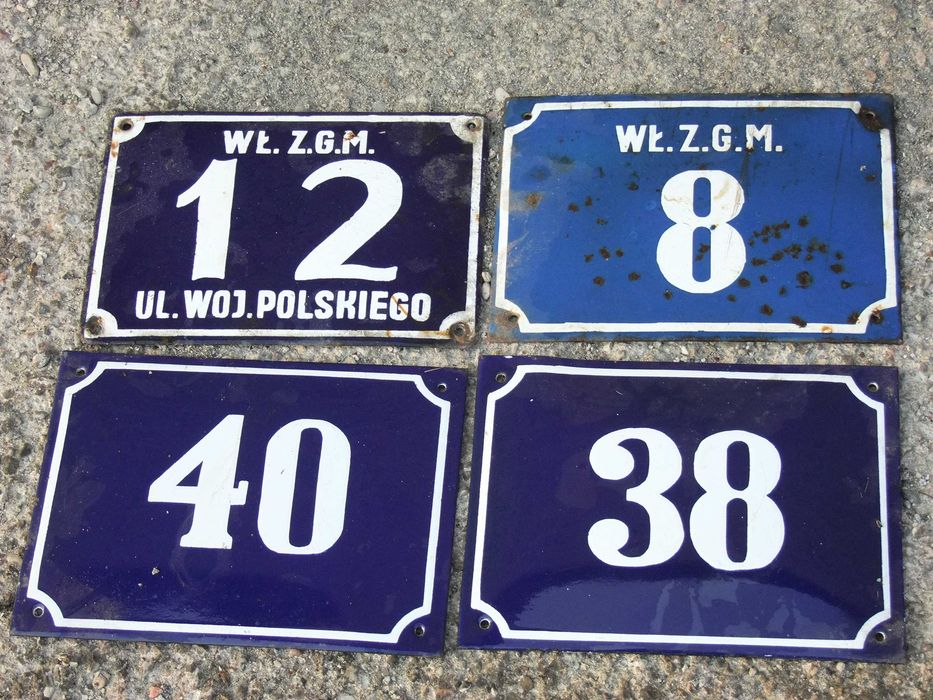 WŁ. Z.G.M.
12
UL. WOJ. POLSKIEGO
WŁ. Z.G.M.
8
40
38